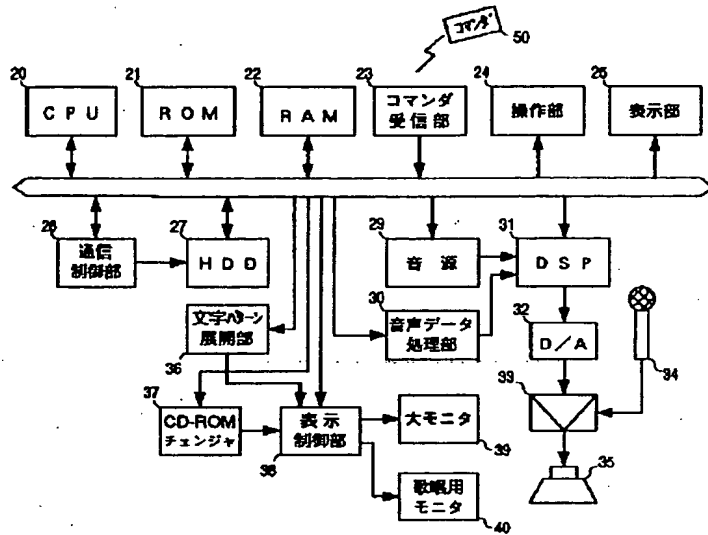 コマンダ
50
20
21
22
23
24
25
CPU
ROM
RAM
コマンダ
受信部
操作部
表示部
26
27
29
31
通信
制御部
HDD
音源
DSP
30
32
文字パターン
展開部
音声データ
処理部
D/A
36
34
37
33
CD-ROM
チェンジャ
表示
制御部
大モニタ
38
39
35
歌唱用
モニタ
40